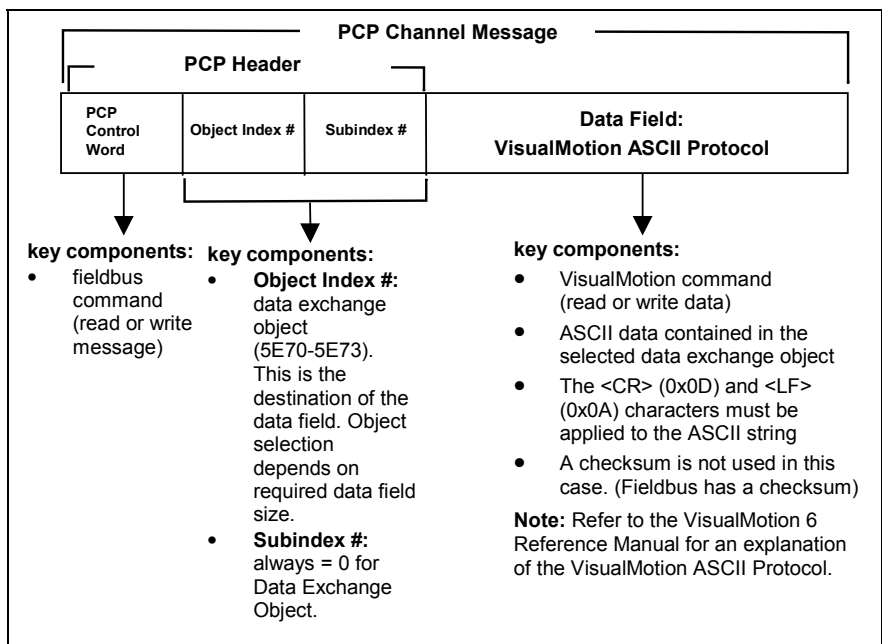 PCP Channel Message
PCP Header
PCP
Control
Word
Object Index #
Subindex #
Data Field:
VisualMotion ASCII Protocol
key components:
• fieldbus
command
(read or write
message)
key components:
• Object Index #:
data exchange
object
(5E70-5E73).
This is the
destination of the
data field. Object
selection
depends on
required data field
size.
• Subindex #:
always = 0 for
Data Exchange
Object.
key components:
• VisualMotion command
(read or write data)
• ASCII data contained in the
selected data exchange object
• The <CR> (0x0D) and <LF>
(0x0A) characters must be
applied to the ASCII string
• A checksum is not used in this
case. (Fieldbus has a checksum)
Note: Refer to the VisualMotion 6
Reference Manual for an explanation
of the VisualMotion ASCII Protocol.